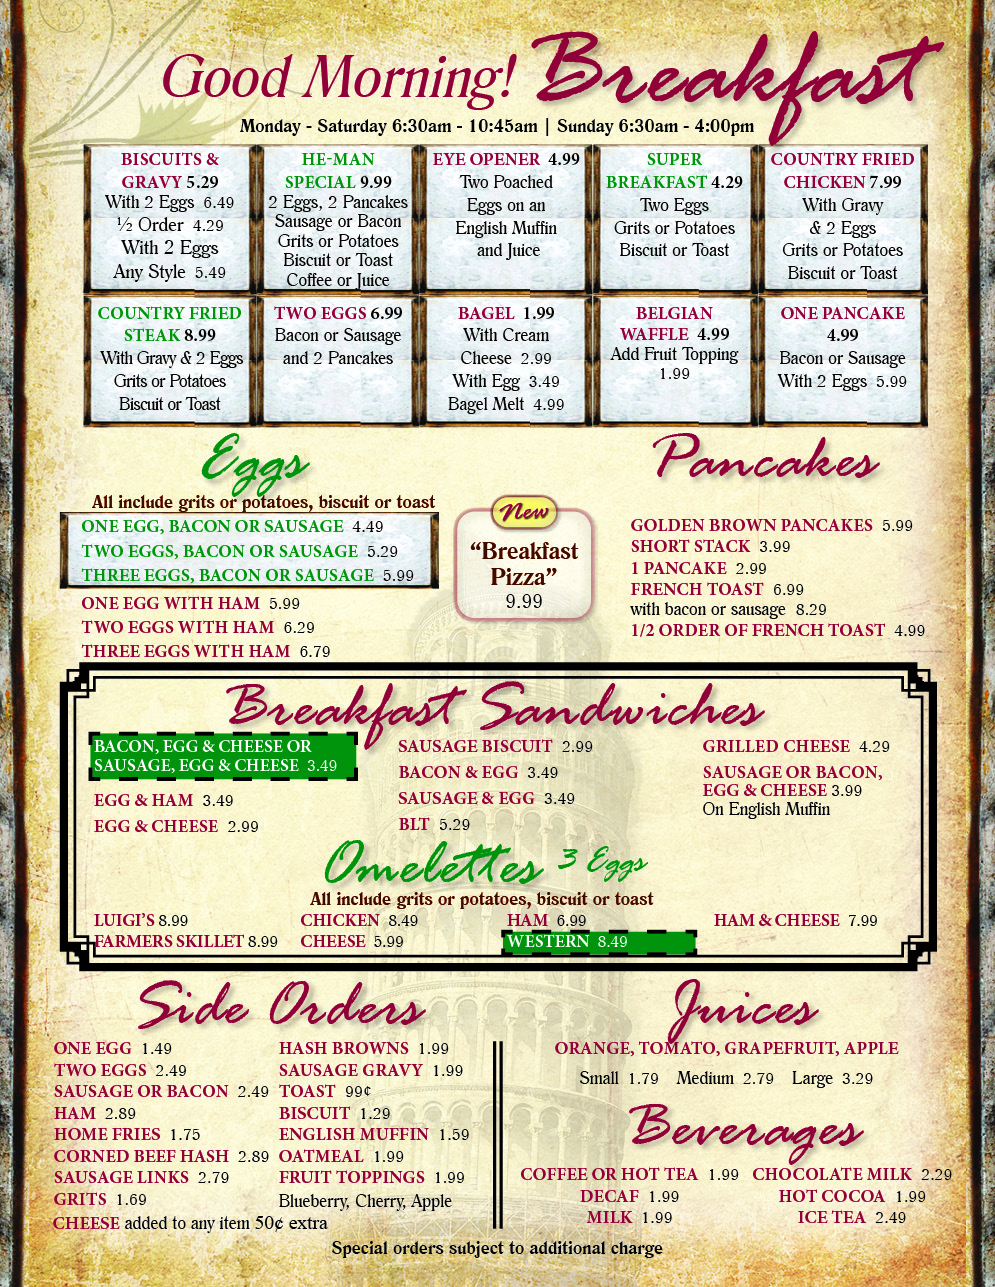 Good Morning! Breakfast
Monday - Saturday 6:30am - 10:45am | Sunday 6:30am - 4:00pm
BISCUITS &
GRAVY 5.29
With 2 Eggs 6.49
½ Order 4.29
With 2 Eggs
Any Style 5.49
HE-MAN
SPECIAL 9.99
2 Eggs, 2 Pancakes
Sausage or Bacon
Grits or Potatoes
Biscuit or Toast
Coffee or Juice
EYE OPENER 4.99
Two Poached
Eggs on an
English Muffin
and Juice
SUPER
BREAKFAST 4.29
Two Eggs
Grits or Potatoes
Biscuit or Toast
COUNTRY FRIED
CHICKEN 7.99
With Gravy
& 2 Eggs
Grits or Potatoes
Biscuit or Toast
COUNTRY FRIED
STEAK 8.99
With Gravy & 2 Eggs
Grits or Potatoes
Biscuit or Toast
TWO EGGS 6.99
Bacon or Sausage
and 2 Pancakes
BAGEL 1.99
With Cream
Cheese 2.99
With Egg 3.49
Bagel Melt 4.99
BELGIAN
WAFFLE 4.99
Add Fruit Topping
1.99
ONE PANCAKE
4.99
Bacon or Sausage
With 2 Eggs 5.99
Eggs
All include grits or potatoes, biscuit or toast
ONE EGG, BACON OR SAUSAGE 4.49
TWO EGGS, BACON OR SAUSAGE 5.29
THREE EGGS, BACON OR SAUSAGE 5.99
ONE EGG WITH HAM 5.99
TWO EGGS WITH HAM 6.29
THREE EGGS WITH HAM 6.79
New
“Breakfast
Pizza”
9.99
Pancakes
GOLDEN BROWN PANCAKES 5.99
SHORT STACK 3.99
1 PANCAKE 2.99
FRENCH TOAST 6.99
with bacon or sausage 8.29
1/2 ORDER OF FRENCH TOAST 4.99
Breakfast Sandwiches
BACON, EGG & CHEESE OR
SAUSAGE, EGG & CHEESE 3.49
EGG & HAM 3.49
EGG & CHEESE 2.99
SAUSAGE BISCUIT 2.99
BACON & EGG 3.49
SAUSAGE & EGG 3.49
BLT 5.29
GRILLED CHEESE 4.29
SAUSAGE OR BACON,
EGG & CHEESE 3.99
On English Muffin
Omelettes 3 Eggs
All include grits or potatoes, biscuit or toast
LUIGI’S 8.99
FARMERS SKILLET 8.99
CHICKEN 8.49
CHEESE 5.99
HAM 6.99
WESTERN 8.49
HAM & CHEESE 7.99
Side Orders
ONE EGG 1.49
TWO EGGS 2.49
SAUSAGE OR BACON 2.49
HAM 2.89
HOME FRIES 1.75
CORNED BEEF HASH 2.89
SAUSAGE LINKS 2.79
GRITS 1.69
HASH BROWNS 1.99
SAUSAGE GRAVY 1.99
TOAST 99¢
BISCUIT 1.29
ENGLISH MUFFIN 1.59
OATMEAL 1.99
FRUIT TOPPINGS 1.99
Blueberry, Cherry, Apple
CHEESE added to any item 50¢ extra
Juices
ORANGE, TOMATO, GRAPEFRUIT, APPLE
Small 1.79 Medium 2.79 Large 3.29
Beverages
COFFEE OR HOT TEA 1.99
DECAF 1.99
MILK 1.99
CHOCOLATE MILK 2.29
HOT COCOA 1.99
ICE TEA 2.49
Special orders subject to additional charge